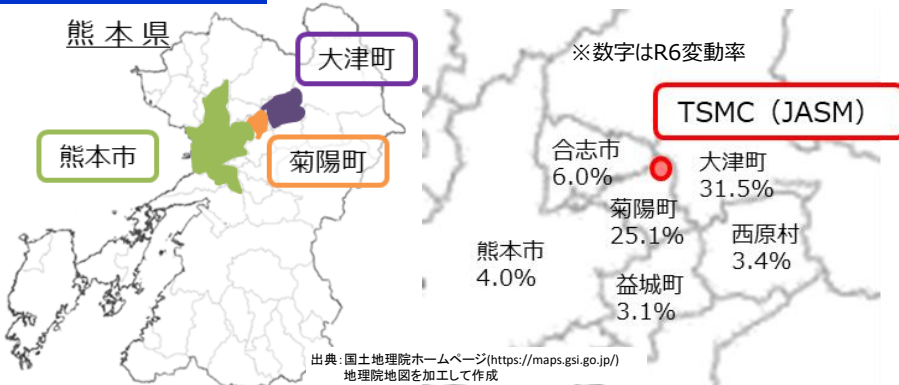 熊本県
大津町
熊本市
菊陽町
※数字はR6変動率
TSMC（JASM）
合志市
6.0%
大津町
31.5%
菊陽町
25.1%
西原村
3.4%
熊本市
4.0%
益城町
3.1%
出典：国土地理院ホームページ(https://maps.gsi.go.jp/)
地理院地図を加工して作成